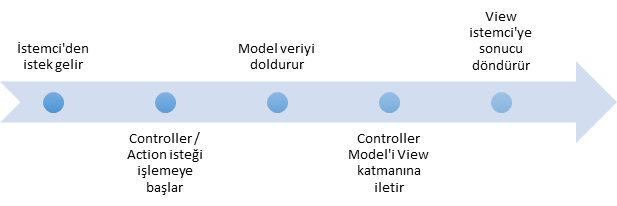 İstemci'den
istek gelir
Controller /
Action isteği
işlemeye
başlar
Model veriyi
doldurur
Controller
Model'i View
katmanına
iletir
View
istemci'ye
sonucu
döndürür